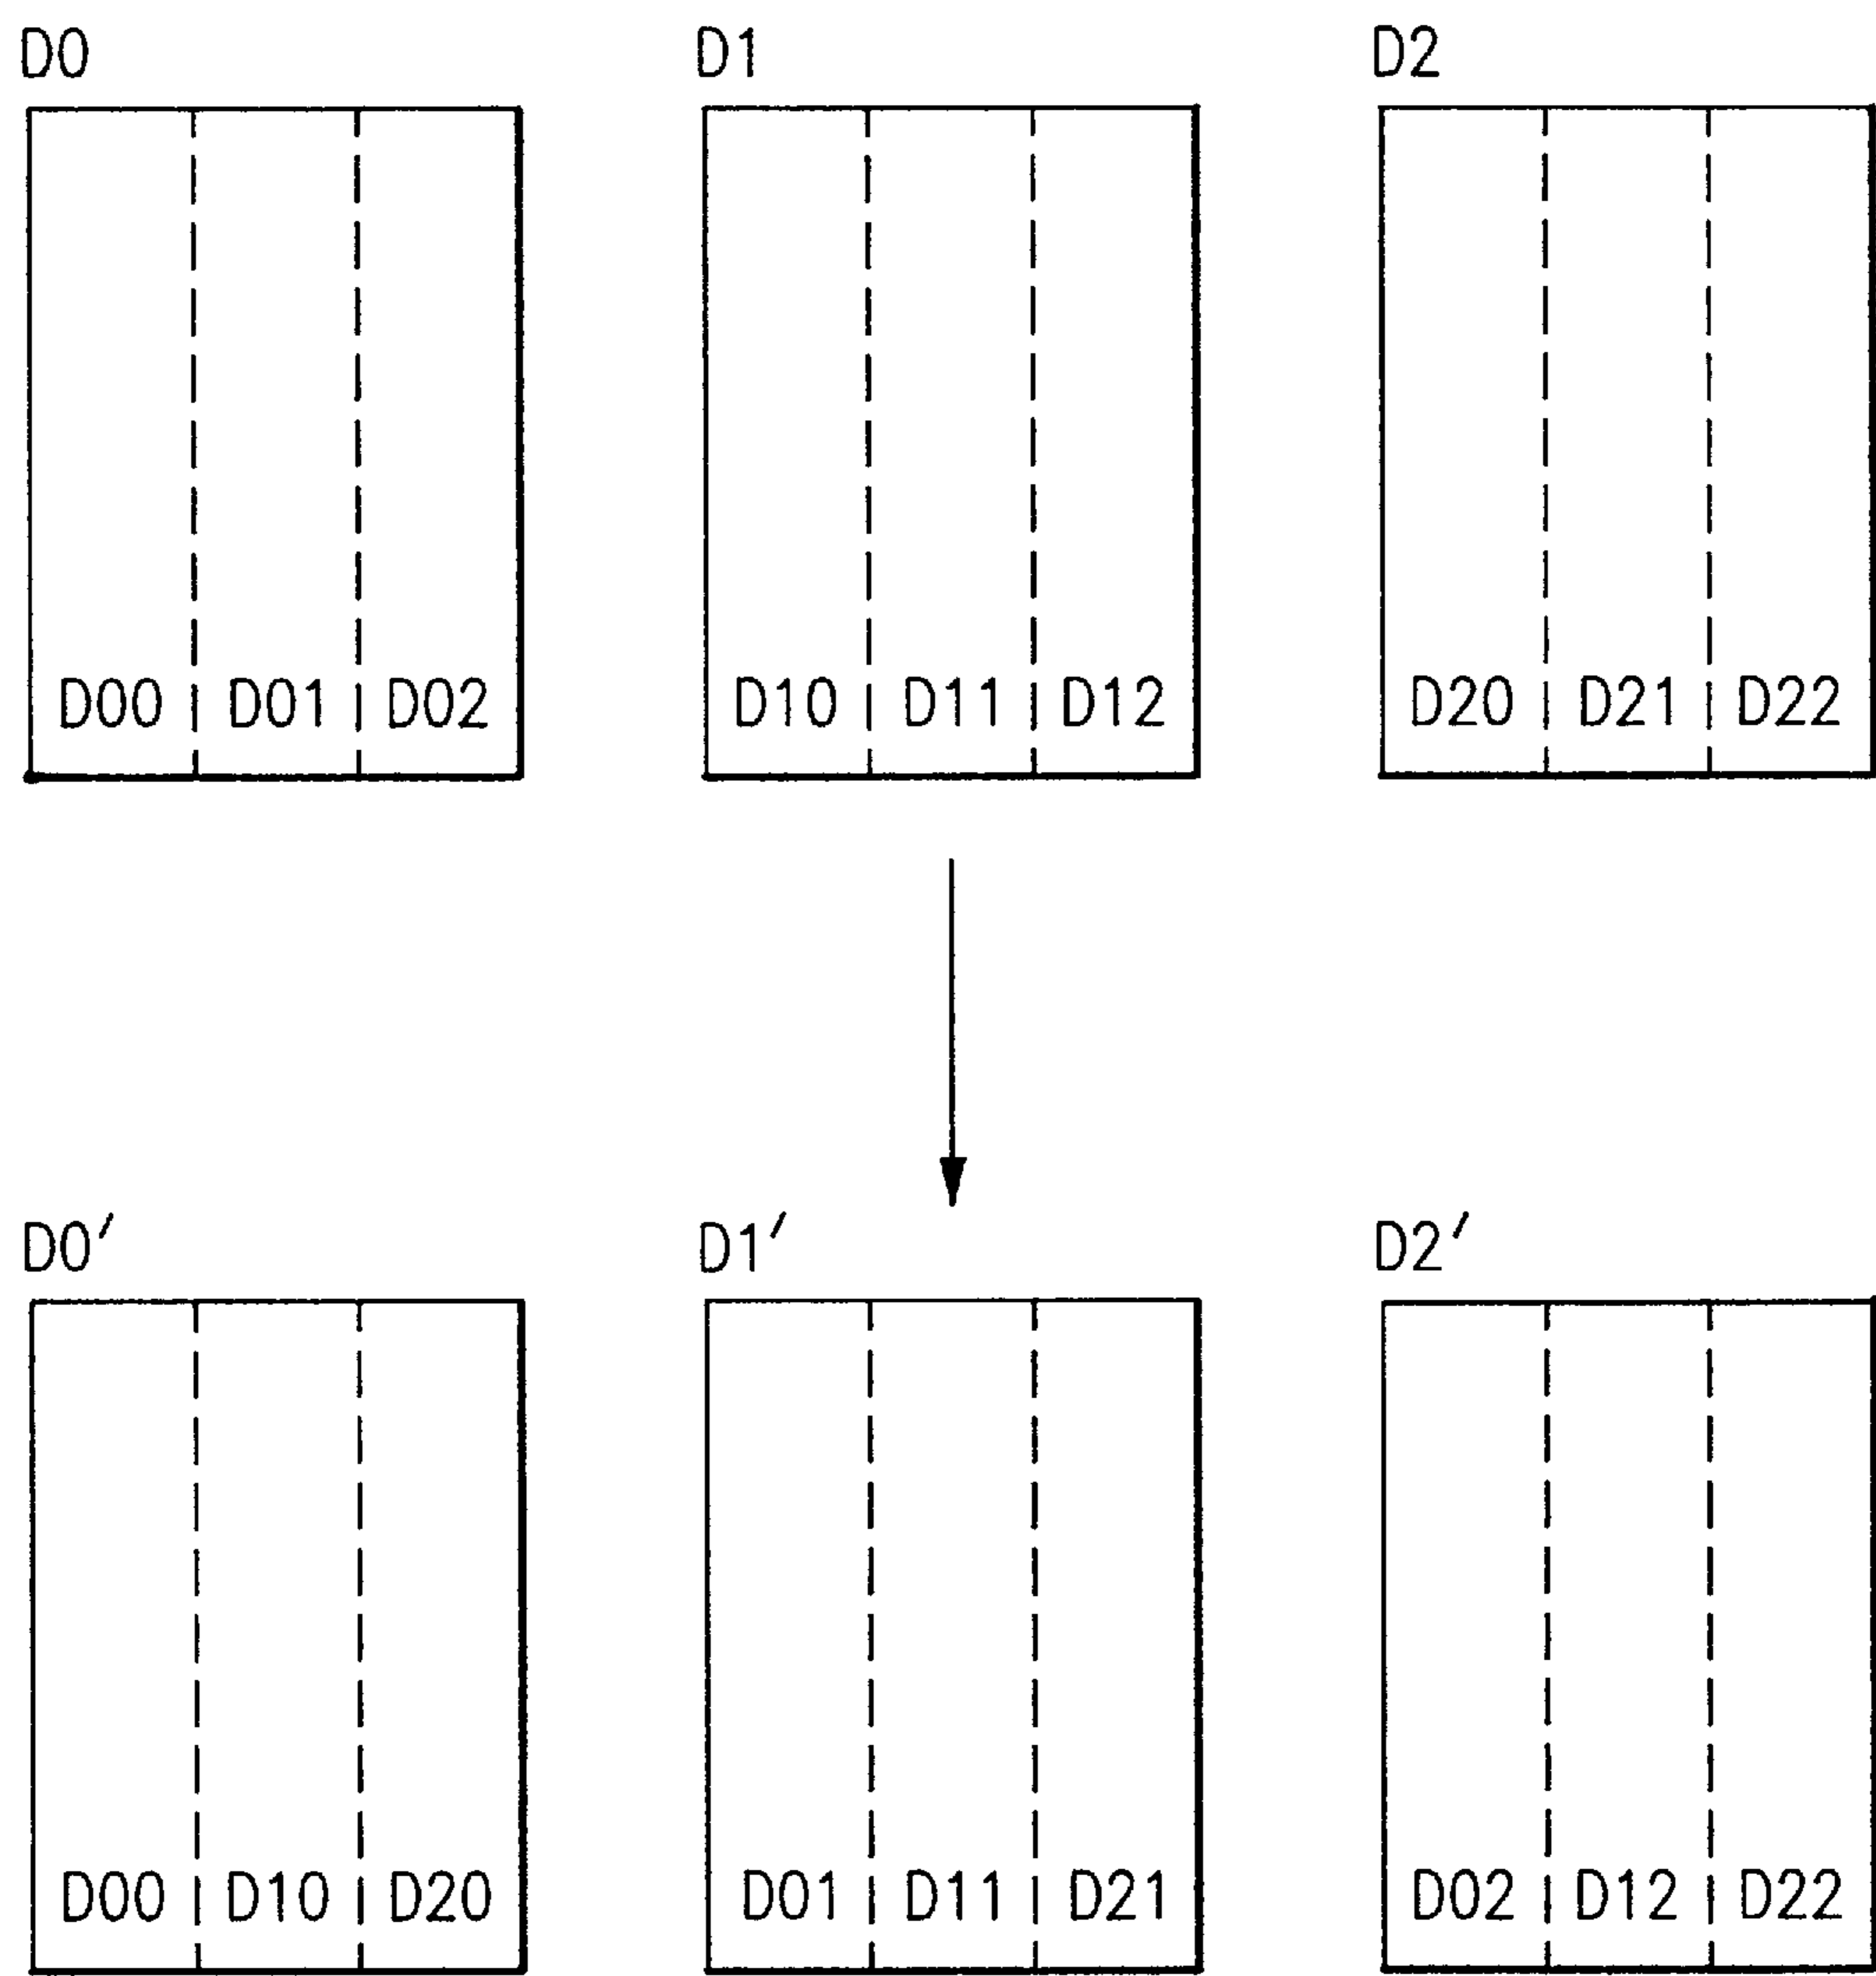 D0 D1 D2
D00 D01 D02 D10 D11 D12 D20 D21 D22
D0′ D1′ D2′
D00 D10 D20 D01 D11 D21 D02 D12 D22